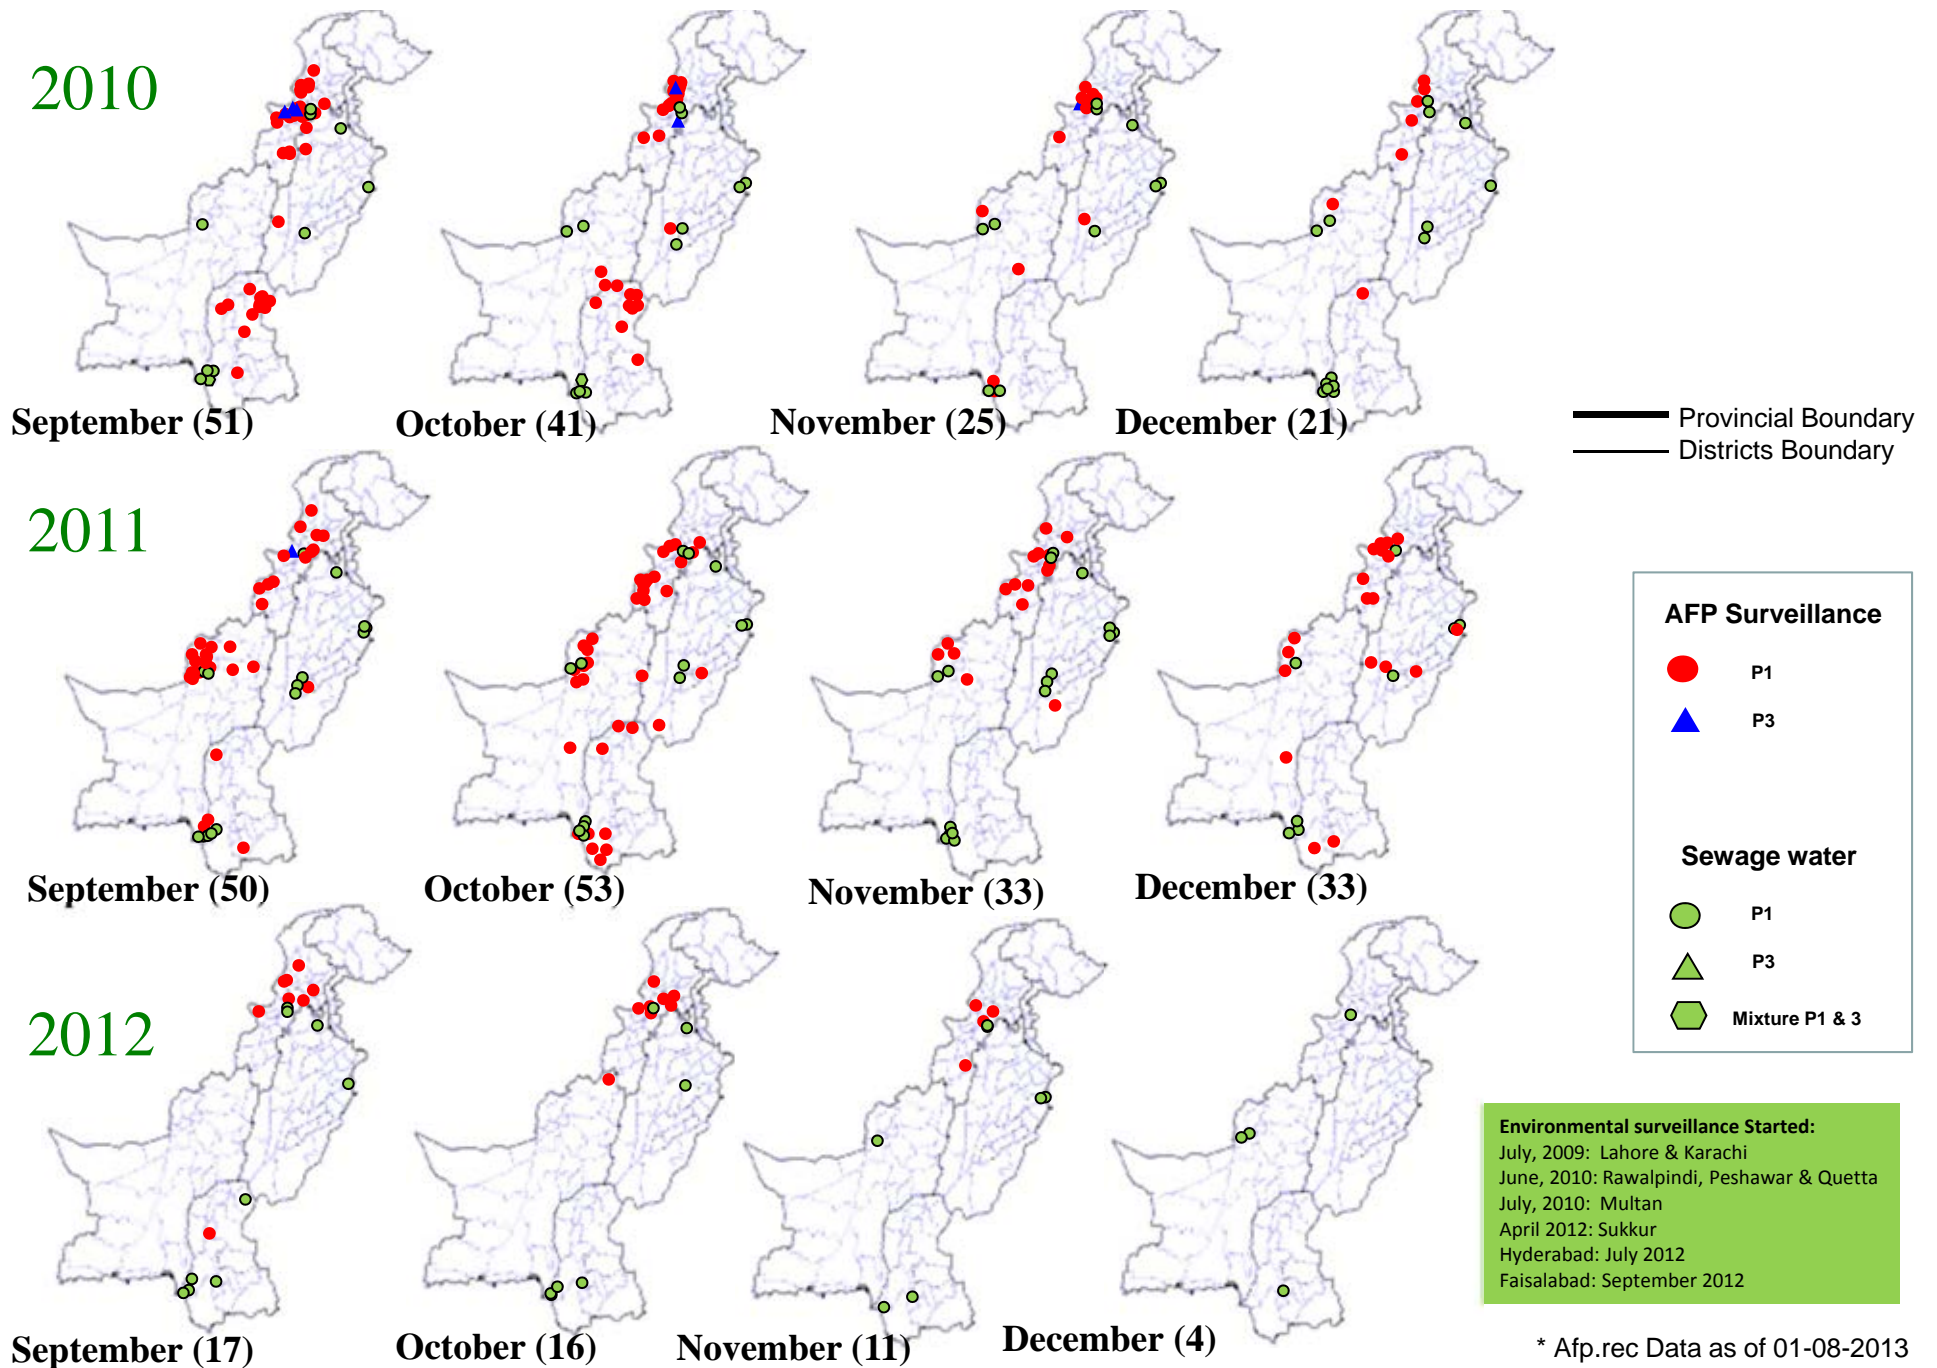 2010
September (51)
October (41)
November (25)
December (21)
Provincial Boundary
Districts Boundary
2011
September (50)
October (53)
November (33)
December (33)
AFP Surveillance
P1
P3
Sewage water
P1
P3
Mixture P1 & 3
2012
September (17)
October (16)
November (11)
December (4)
Environmental surveillance Started:
July, 2009: Lahore & Karachi
June, 2010: Rawalpindi, Peshawar & Quetta
July, 2010: Multan
April 2012: Sukkur
Hyderabad: July 2012
Faisalabad: September 2012
* Afp.rec Data as of 01-08-2013